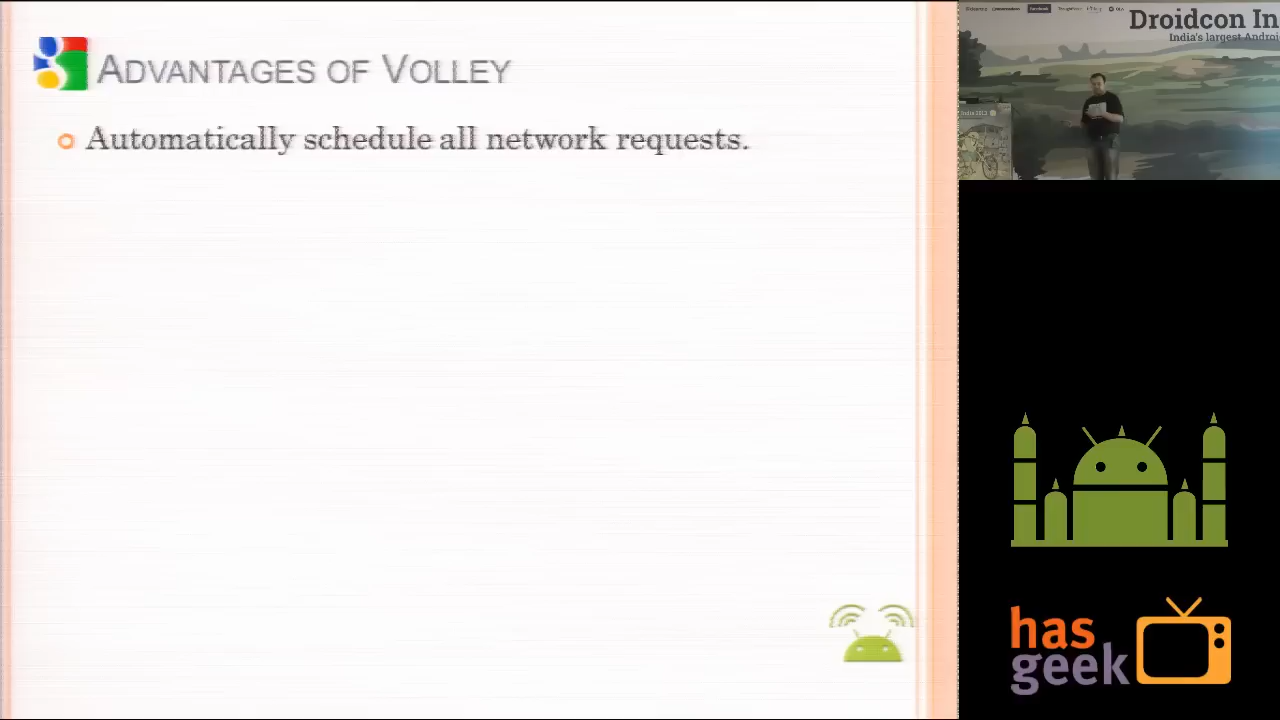 ADVANTAGES OF VOLLEY
Automatically schedule all network requests.
Droidcon In
India's largest Androi
has
geek